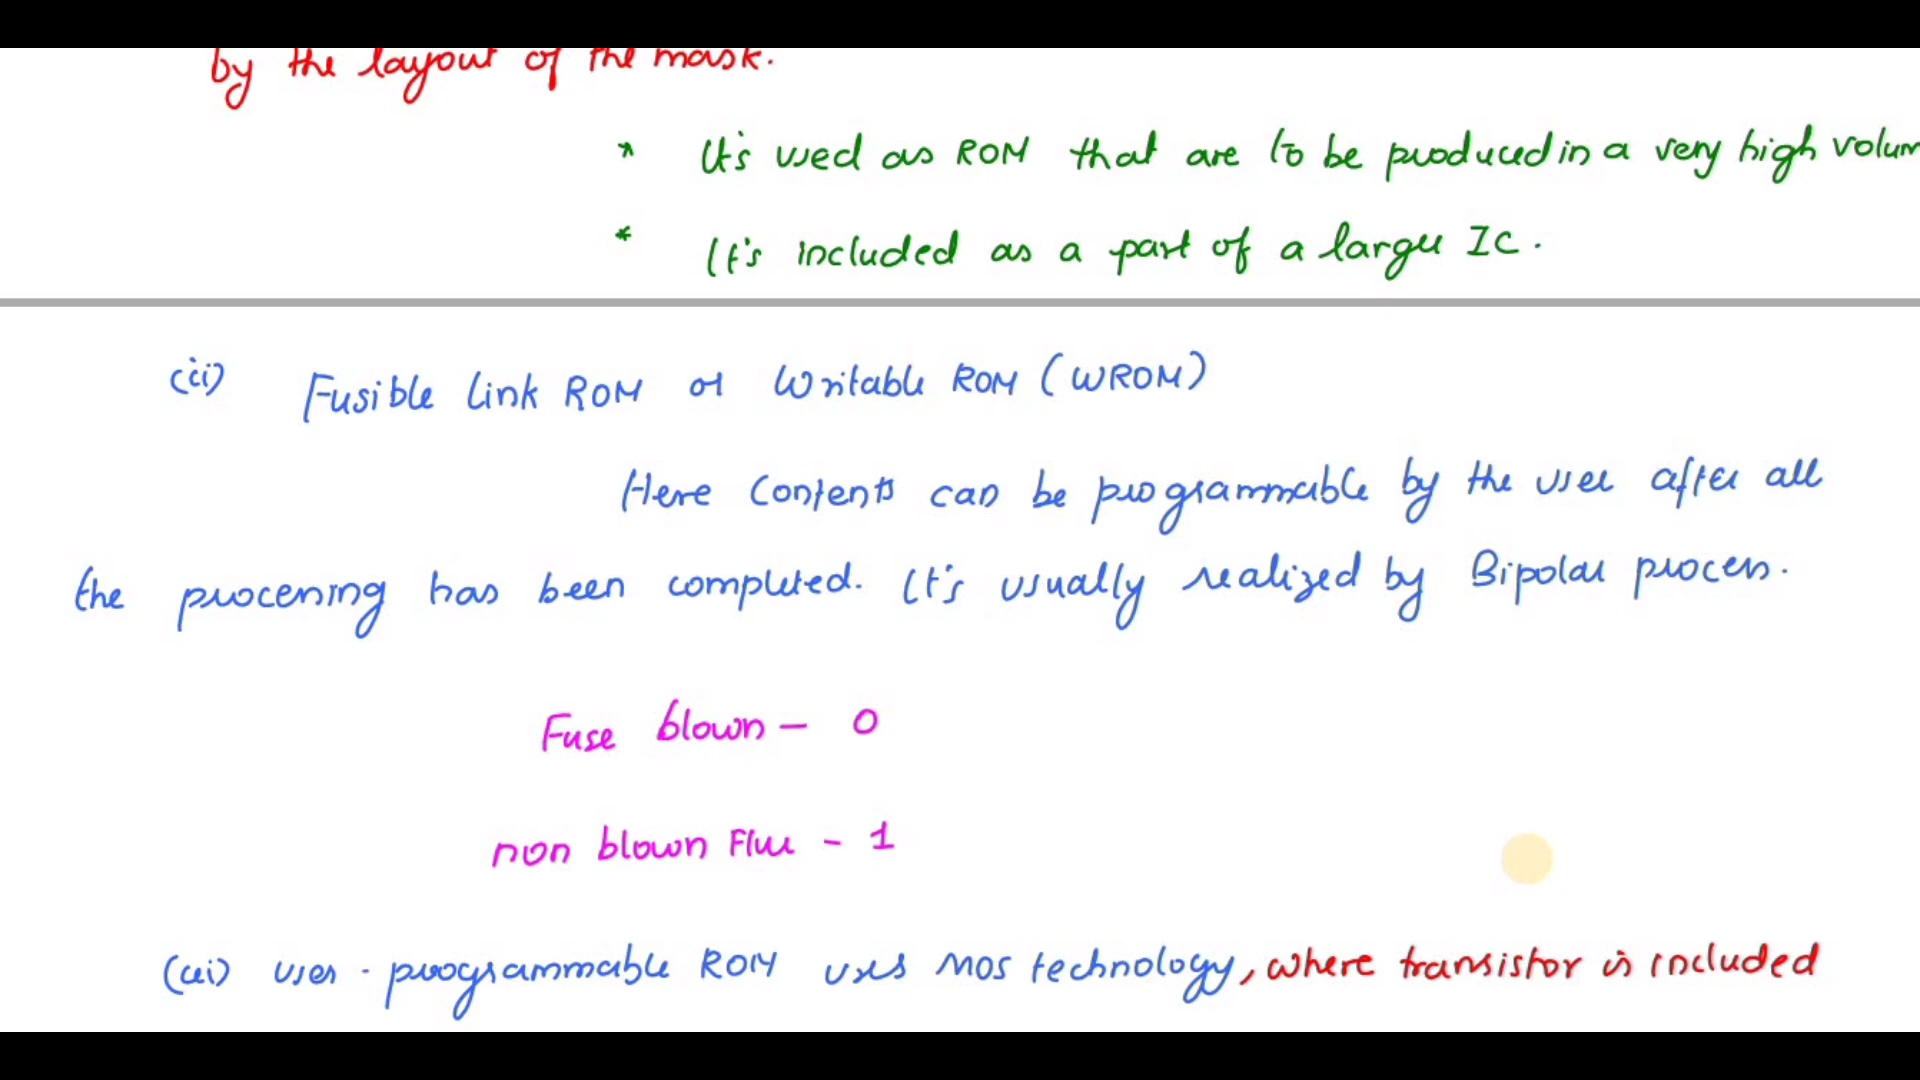 by the layout of the mask.
* It's used as ROM that are to be produced in a very high volum
* It's included as a part of a larger IC.
(ii) Fusible link ROM or Writable ROM (WROM)
Here Contents can be programmable by the user after all
the processing has been completed. It's usually realized by Bipolar process.
Fuse blown - 0
non blown Fuse - 1
(iii) user-programmable ROM uses MOS technology, where transistor is included